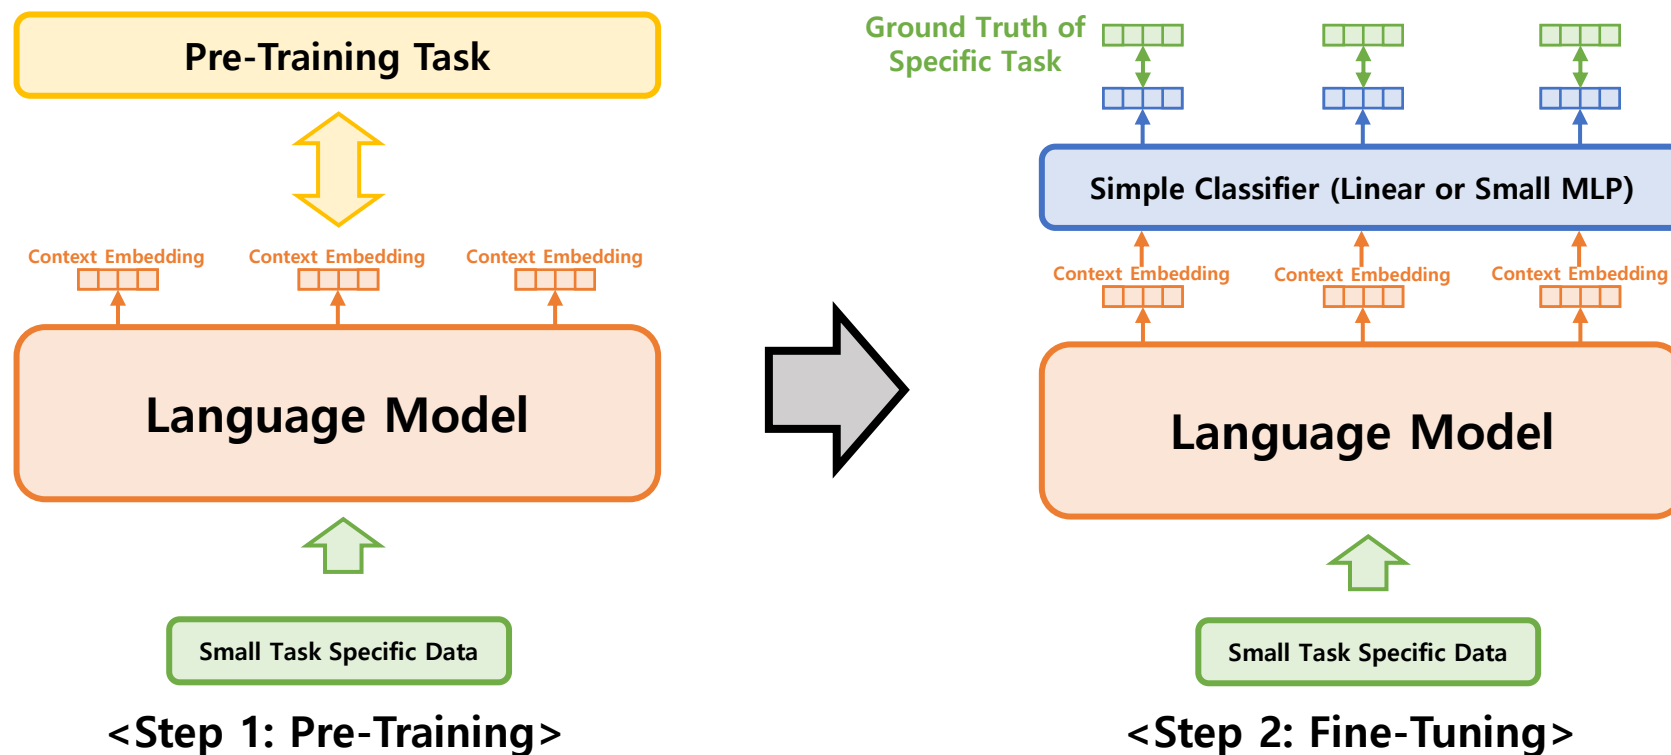 Pre-Training Task
Context Embedding
Context Embedding
Context Embedding
Language Model
Small Task Specific Data
<Step 1: Pre-Training>
Ground Truth of
Specific Task
Simple Classifier (Linear or Small MLP)
Context Embedding
Context Embedding
Context Embedding
Language Model
Small Task Specific Data
<Step 2: Fine-Tuning>